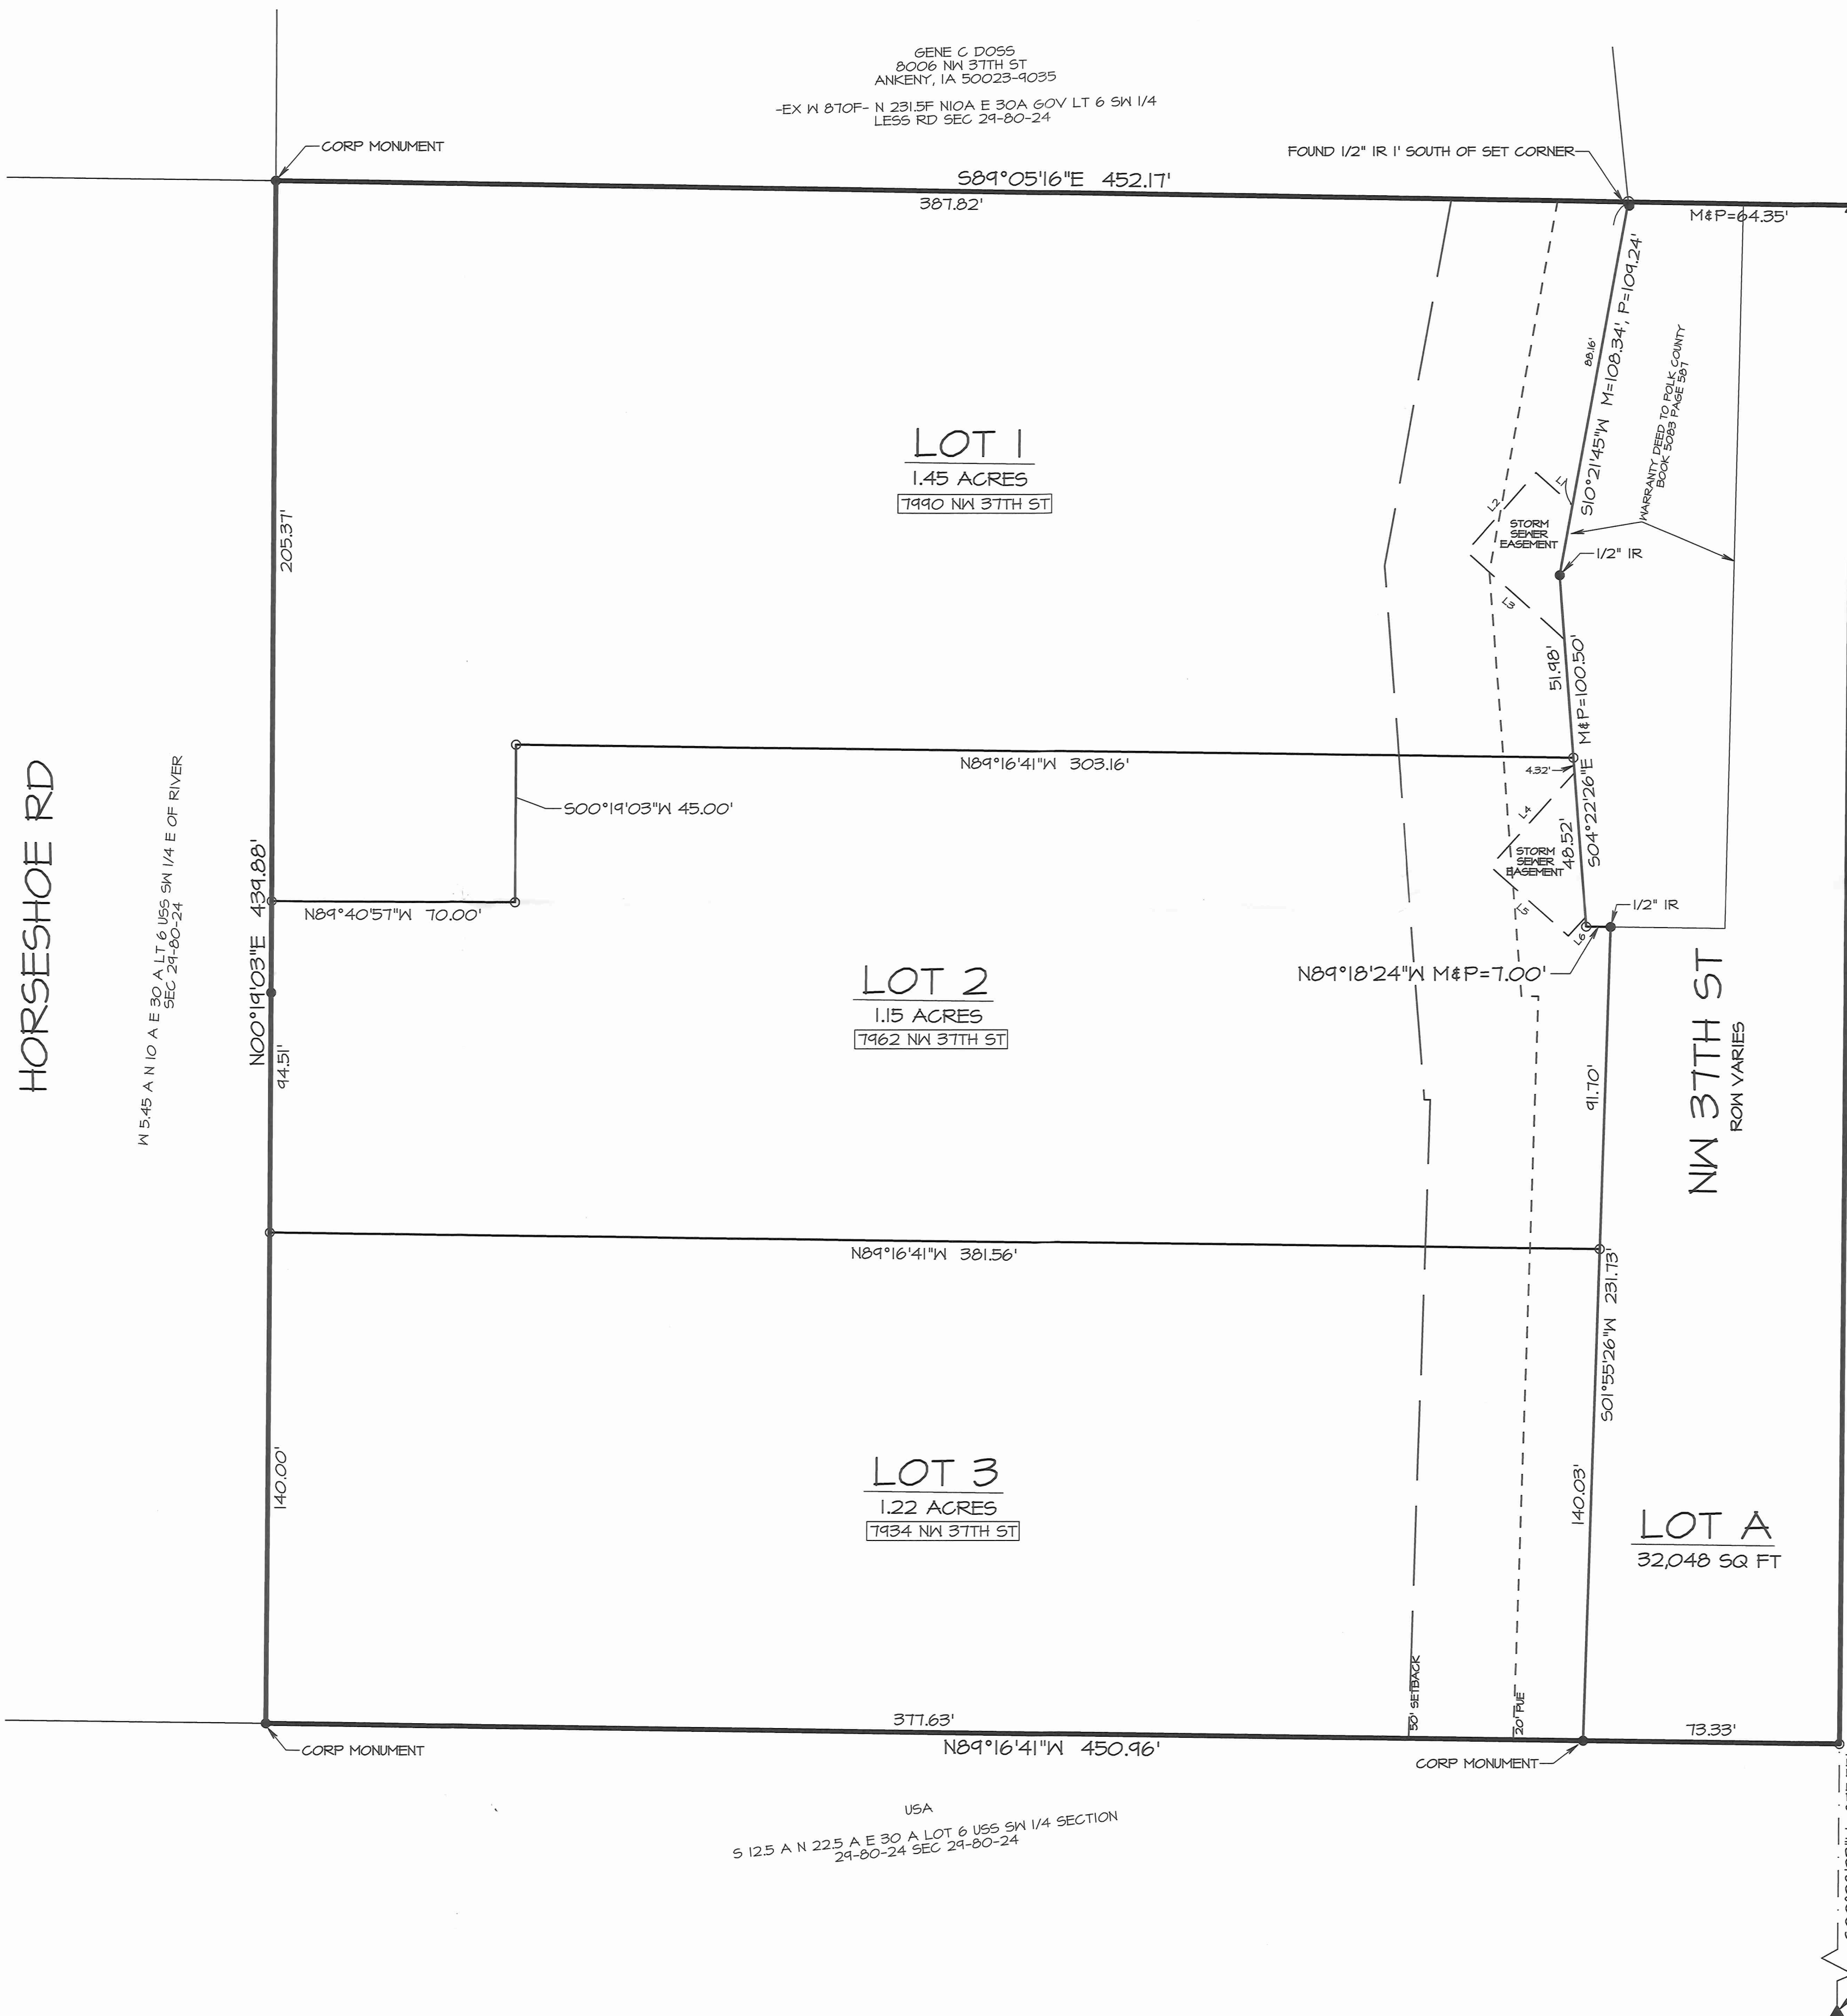 GENE C DOSS
8006 NW 37TH ST
ANKENY, IA 50023-9035
-EX W 870F- N 231.5F N10A E 30A GOV LT 6 SW 1/4
LESS RD SEC 29-80-24
CORP MONUMENT
FOUND 1/2" IR 1' SOUTH OF SET CORNER
S89°05'16"E 452.17'
387.82'
M&P=64.35'
S10°21'45"W M=108.34', P=109.24'
88.16'
WARRANTY DEED TO POLK COUNTY
BOOK 5083 PAGE 587
LOT 1
1.45 ACRES
7990 NW 37TH ST
L1
L2
STORM
SEWER
EASEMENT
1/2" IR
L3
205.37'
51.98'
S04°22'26"E M&P=100.50'
N89°16'41"W 303.16'
4.32'
S00°19'03"W 45.00'
L4
48.52'
STORM
SEWER
EASEMENT
L5
L6
1/2" IR
HORSESHOE RD
W 5.45 A N 10 A E 30 A LT 6 USS SW 1/4 E OF RIVER
SEC 29-80-24
N00°19'03"E 439.88'
N89°40'57"W 70.00'
N89°18'24"W M&P=7.00'
LOT 2
1.15 ACRES
7962 NW 37TH ST
94.51'
91.70'
NW 37TH ST
ROW VARIES
N89°16'41"W 381.56'
S01°55'26"W 231.73'
LOT 3
1.22 ACRES
7934 NW 37TH ST
140.00'
140.03'
LOT A
32,048 SQ FT
50' SETBACK
20' PUE
377.63'
73.33'
CORP MONUMENT
N89°16'41"W 450.96'
CORP MONUMENT
USA
S 12.5 A N 22.5 A E 30 A LOT 6 USS SW 1/4 SECTION
29-80-24 SEC 29-80-24